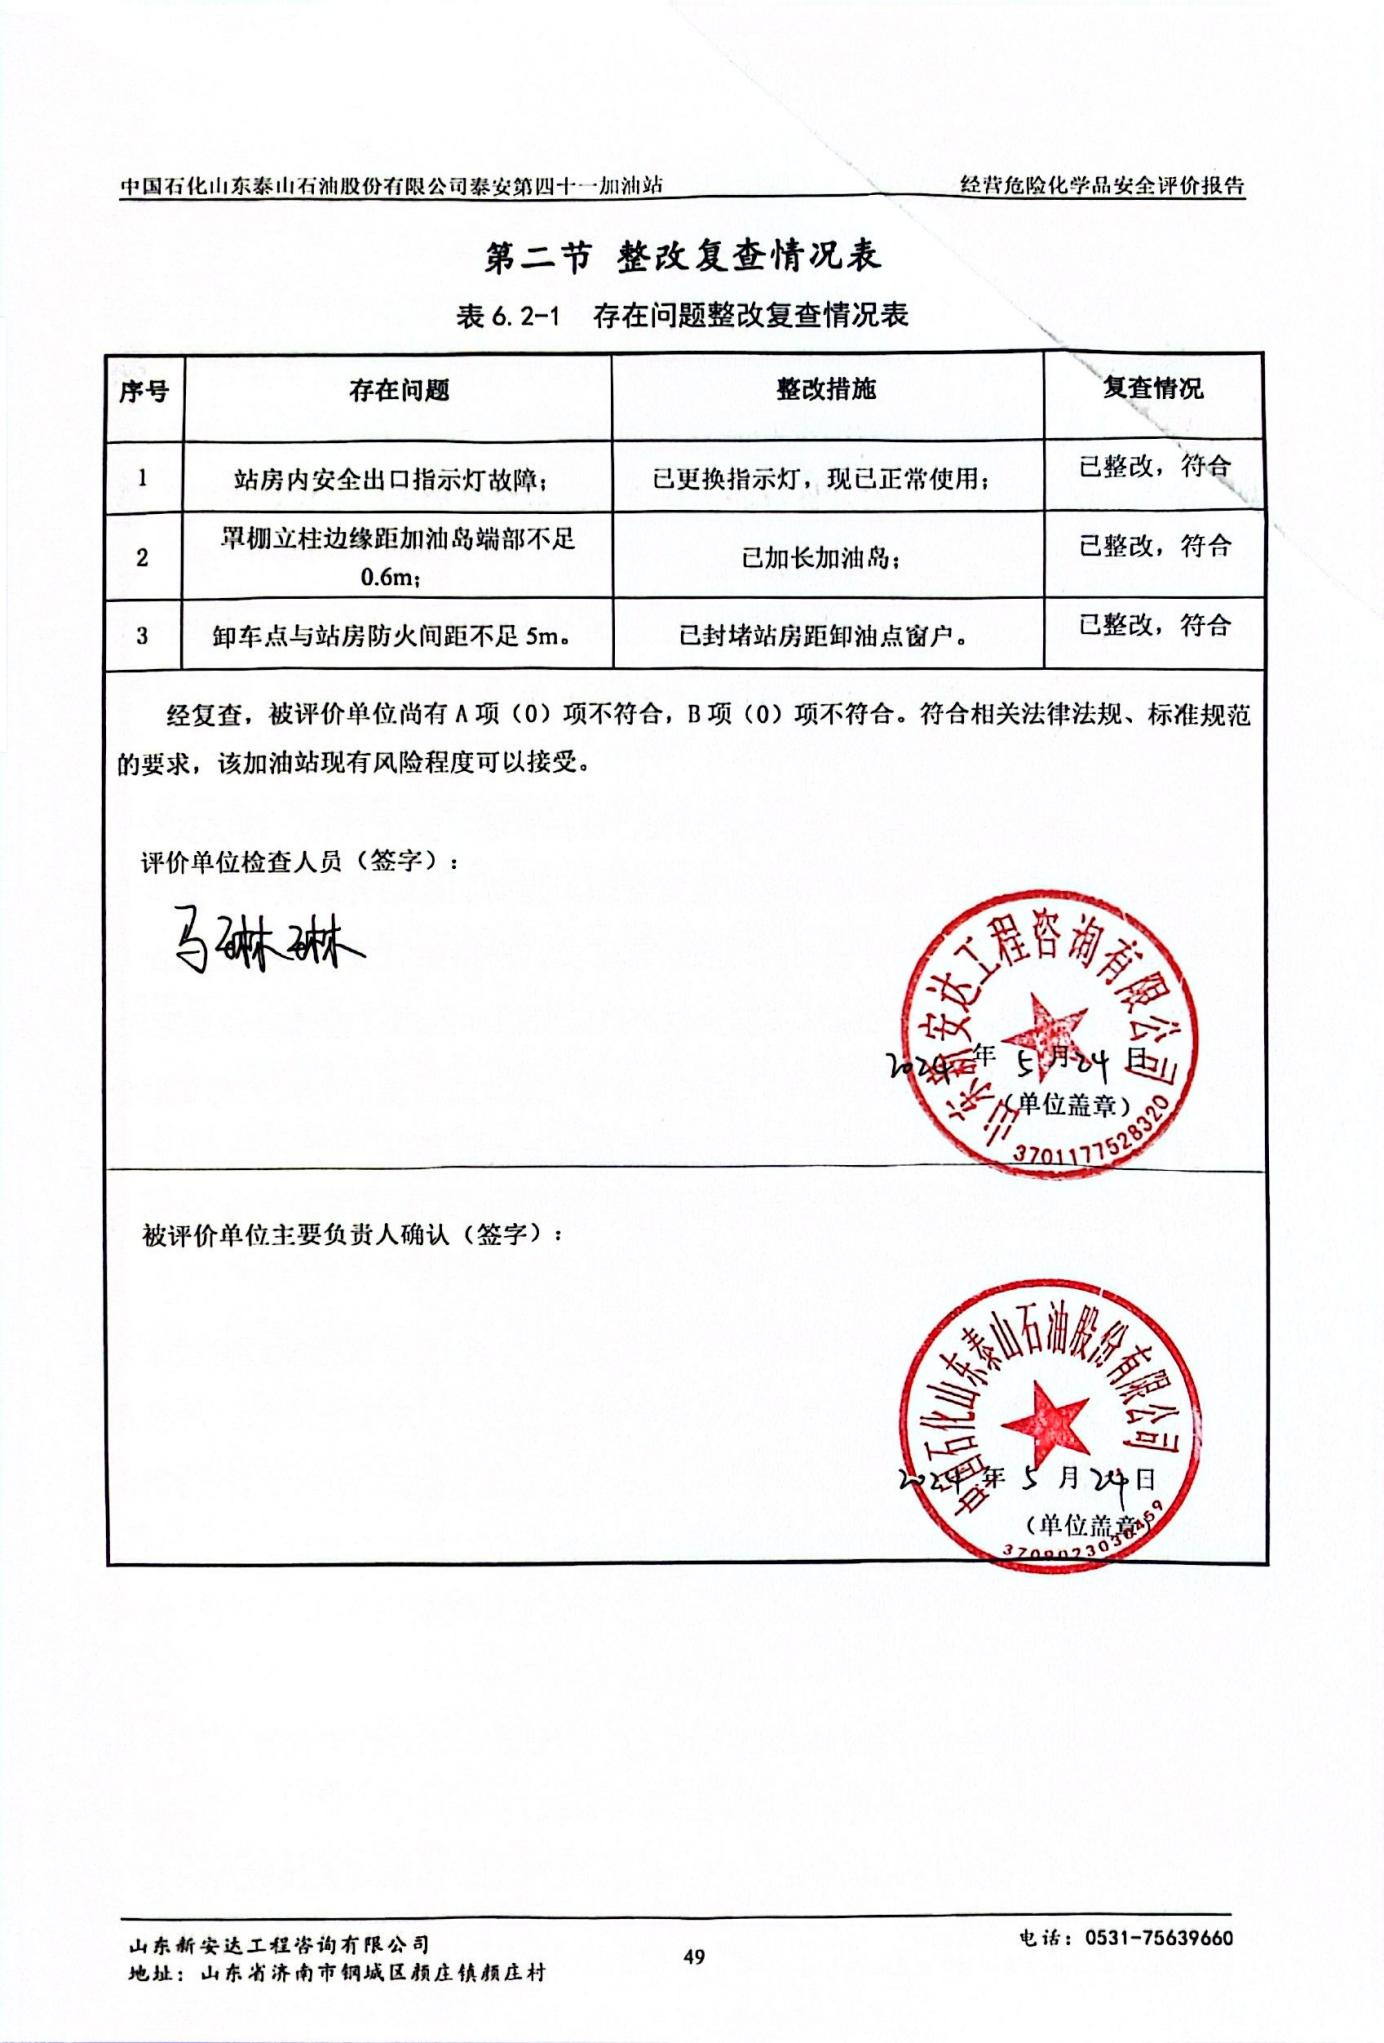 中国石化山东泰山石油股份有限公司泰安第四十一加油站 经营危险化学品安全评价报告
第二节 整改复查情况表
表 6.2-1 存在问题整改复查情况表
序号 存在问题 整改措施 复查情况
1 站房内安全出口指示灯故障； 已更换指示灯，现已正常使用； 已整改，符合
2 罩棚立柱边缘距加油岛端部不足
0.6m； 已加长加油岛； 已整改，符合
3 卸车点与站房防火间距不足 5m。 已封堵站房距卸油点窗户。 已整改，符合
经复查，被评价单位尚有 A 项（0）项不符合，B 项（0）项不符合。符合相关法律法规、标准规范
的要求，该加油站现有风险程度可以接受。
评价单位检查人员（签字）：
马琳琳
山东新安达工程咨询有限公司
2024 年 5 月 24 日
（单位盖章）
3701177528320
被评价单位主要负责人确认（签字）：
中国石化山东泰山石油股份有限公司
2024 年 5 月 24 日
（单位盖章）
山东新安达工程咨询有限公司 电话：0531-75639660
地址：山东省济南市钢城区颜庄镇颜庄村
49